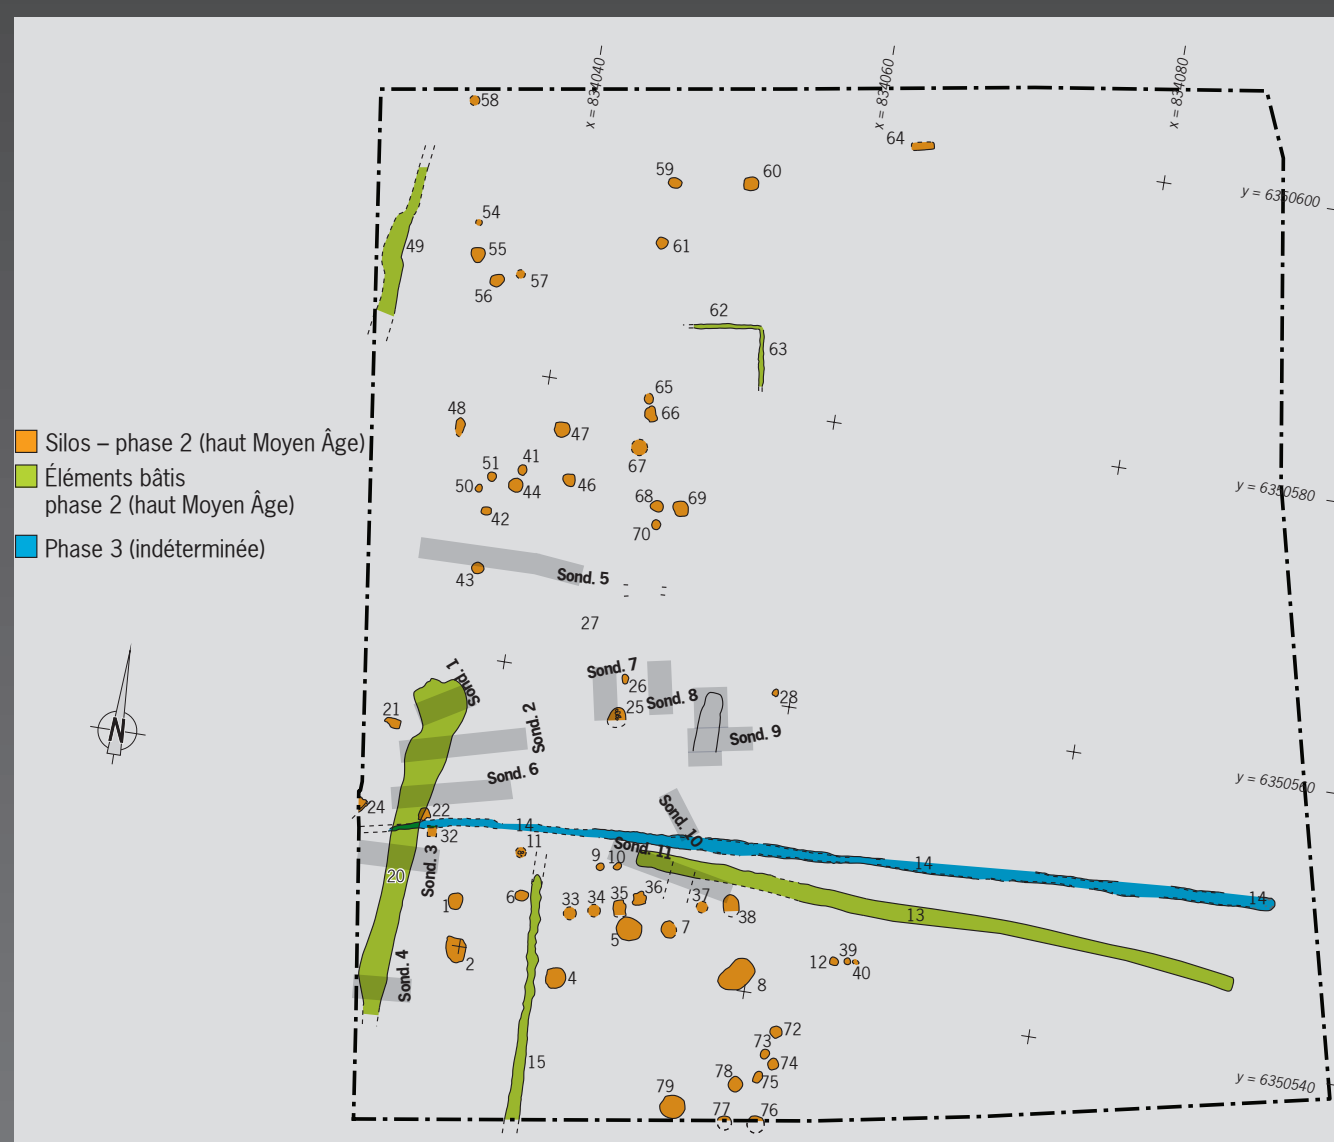 x = 834040
x = 834060
x = 834080
58
64
59
60
y = 6350600
54
49
55
61
57
56
62
63
65
48
66
47
67
51
41
50
44
46
68
69
42
70
y = 6350580
Silos – phase 2 (haut Moyen Âge)
Éléments bâtis
phase 2 (haut Moyen Âge)
Phase 3 (indéterminée)
43
Sond. 5
27
Sond. 1
Sond. 7
26
Sond. 8
28
21
25
Sond. 2
Sond. 9
N
Sond. 6
y = 6350560
24
22
Sond. 10
32
14
11
Sond. 11
9
10
14
Sond. 3
20
1
6
33
34
35
36
37
38
14
13
5
7
2
Sond. 4
4
8
12
39
40
72
73
74
15
78
75
79
77
76
y = 6350540